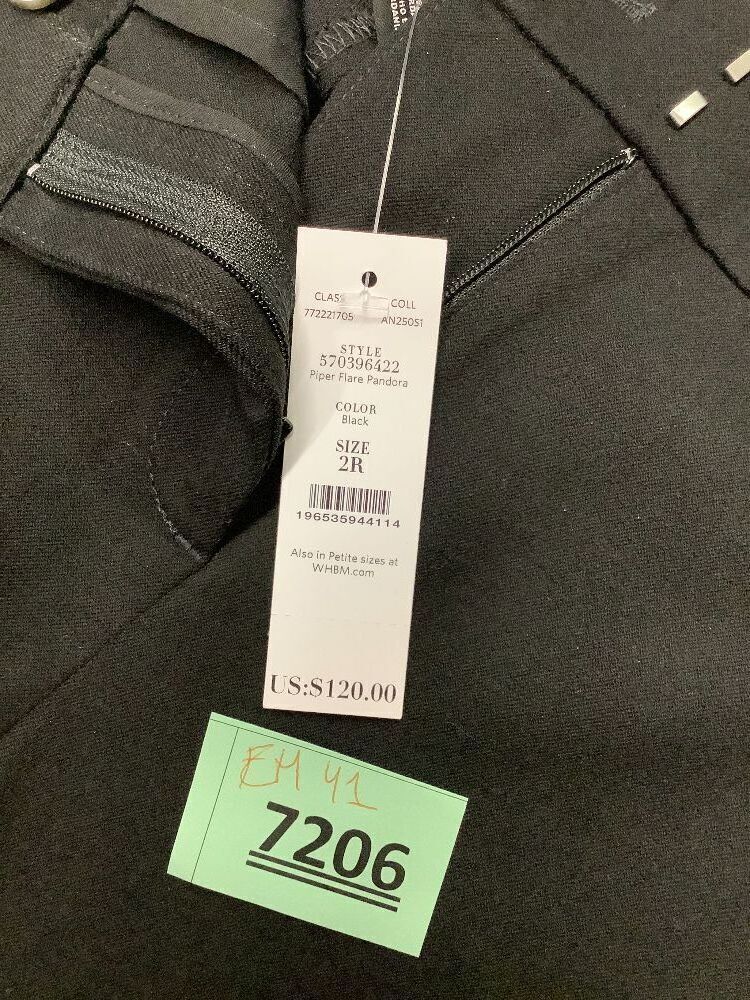 CLAS
COLL
772221705
AN250S1
STYLE
570396422
Piper Flare Pandora
COLOR
Black
SIZE
2R
196535944114
Also in Petite sizes at
WHBM.com
US:$120.00
EM 41
7206